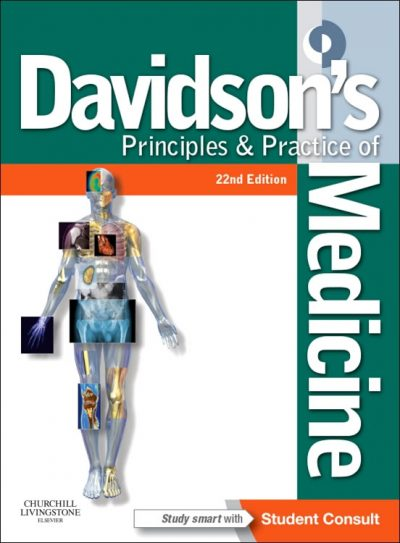 Davidson's
Principles & Practice of
Medicine
22nd Edition
CHURCHILL
LIVINGSTONE
ELSEVIER
Study smart with Student Consult